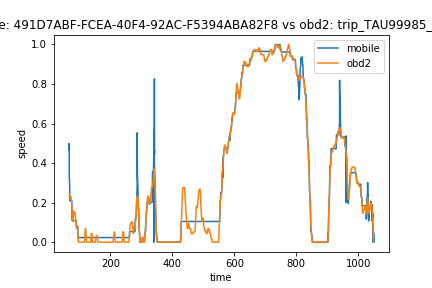 e: 491D7ABF-FCEA-40F4-92AC-F5394ABA82F8 vs obd2: trip_TAU99985_
mobile
obd2
speed
1.0
0.8
0.6
0.4
0.2
0.0
200 400 600 800 1000
time